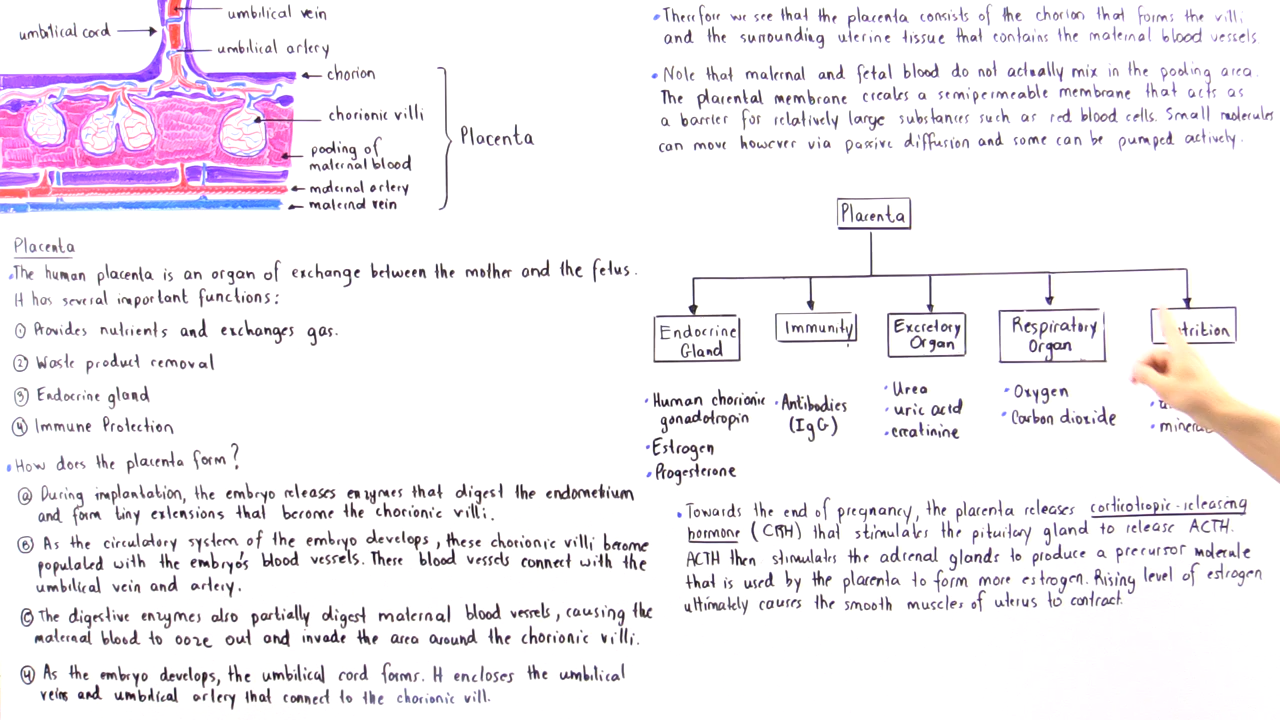 umbilical vein
umbilical cord
umbilical artery
chorion
chorionic villi
Placenta
pooling of
maternal blood
maternal artery
maternal vein
Placenta
• The human placenta is an organ of exchange between the mother and the fetus.
It has several important functions:
① Provides nutrients and exchanges gas.
② Waste product removal
③ Endocrine gland
④ Immune Protection
• How does the placenta form?
ⓐ During implantation, the embryo releases enzymes that digest the endometrium
and form tiny extensions that become the chorionic villi.
ⓑ As the circulatory system of the embryo develops, these chorionic villi become
populated with the embryo's blood vessels. These blood vessels connect with the
umbilical vein and artery.
ⓒ The digestive enzymes also partially digest maternal blood vessels, causing the
maternal blood to ooze out and invade the area around the chorionic villi.
④ As the embryo develops, the umbilical cord forms. It encloses the umbilical
veins and umbilical artery that connect to the chorionic vill.
• Therefore we see that the placenta consists of the chorion that forms the villi
and the surrounding uterine tissue that contains the maternal blood vessels.
• Note that maternal and fetal blood do not actually mix in the pooling area.
The placental membrane creates a semipermeable membrane that acts as
a barrier for relatively large substances such as red blood cells. Small molecules
can move however via passive diffusion and some can be pumped actively.
Placenta
Endocrine
Gland
Immunity
Excretory
Organ
Respiratory
Organ
• Human chorionic
gonadotropin
• Estrogen
• Progesterone
• Antibodies
(IgG)
• Urea
• uric acid
• creatinine
• Oxygen
• Carbon dioxide
• Towards the end of pregnancy, the placenta releases corticotropic-releasing
hormone (CRH) that stimulates the pituitary gland to release ACTH.
ACTH then stimulates the adrenal glands to produce a precursor molecule
that is used by the placenta to form more estrogen. Rising level of estrogen
ultimately causes the smooth muscles of uterus to contract.